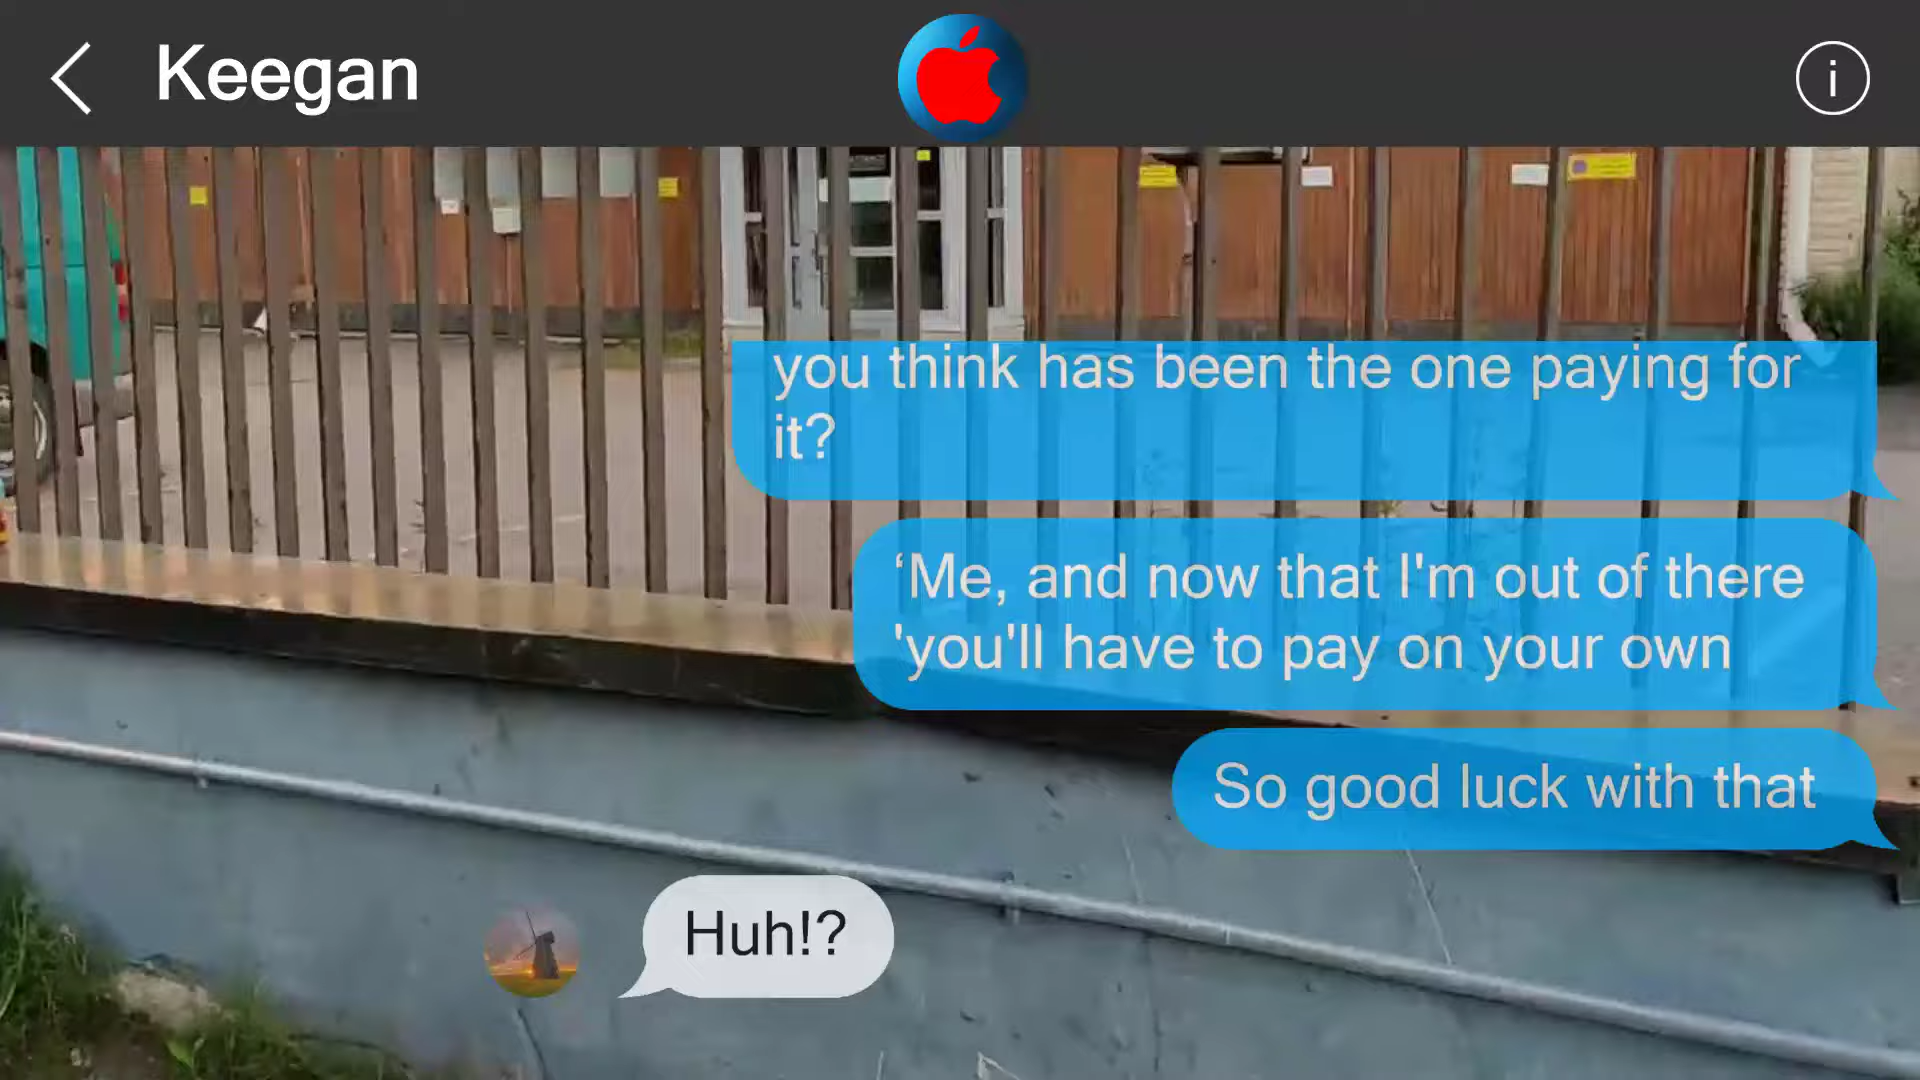 Keegan
i
you think has been the one paying for
it?
‘Me, and now that I'm out of there
'you'll have to pay on your own
So good luck with that
Huh!?